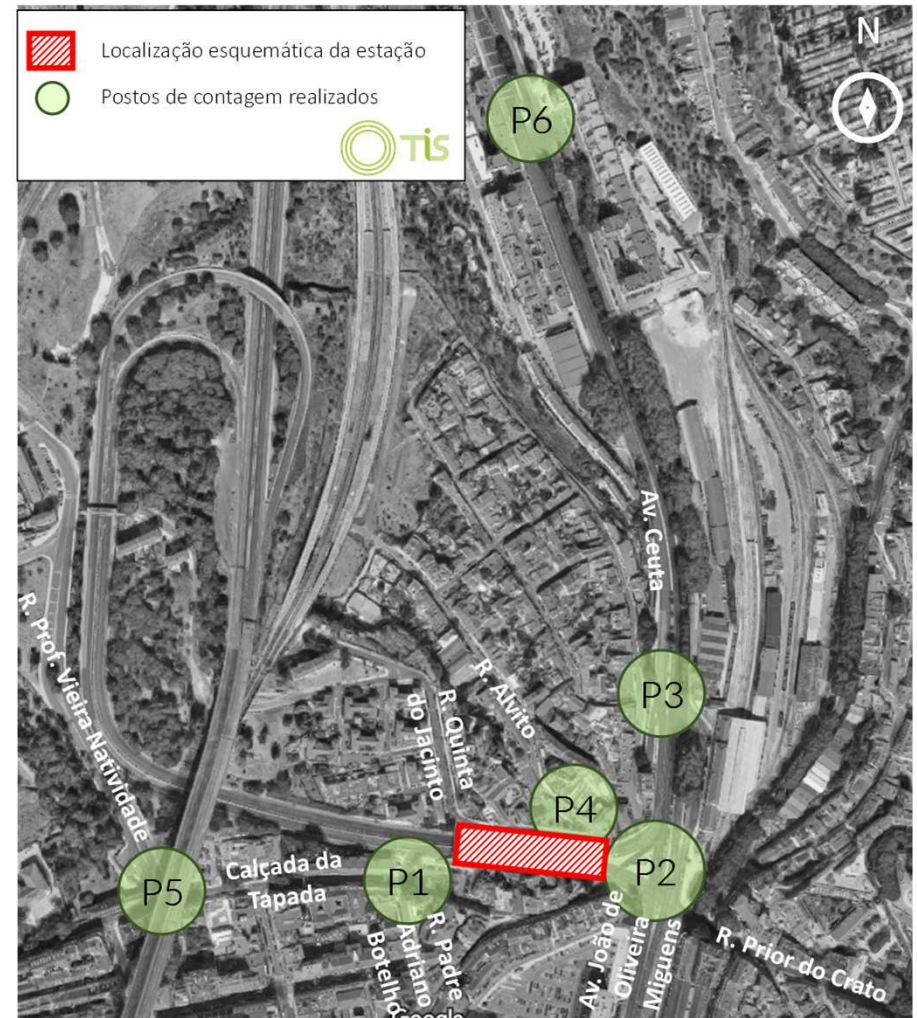 Localização esquemática da estação
Postos de contagem realizados
TiS
N
P6
Av. Ceuta
P3
R. Alvito
R. Quinta
do Jacinto
R. Prof. Vieira Natividade
P4
P5
Calçada da
Tapada
P1
P2
R. Padre
Adriano
Botelho
Av. João de
Oliveira
Miguens
R. Prior do Crato
Google